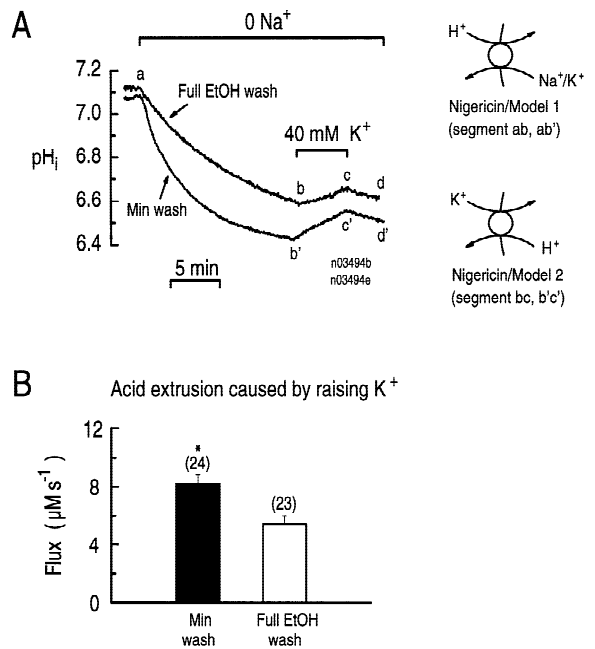 A
0 Na⁺
7.2
7.0
6.8
6.6
6.4
pHᵢ
a
Full EtOH wash
Min wash
40 mM K⁺
b
c
d
b'
c'
d'
5 min
n03494b
n03494e
H⁺
Na⁺/K⁺
Nigericin/Model 1
(segment ab, ab')
K⁺
H⁺
Nigericin/Model 2
(segment bc, b'c')
B
Acid extrusion caused by raising K⁺
Flux (µM s⁻¹)
12
8
4
0
*
(24)
(23)
Min
wash
Full EtOH
wash